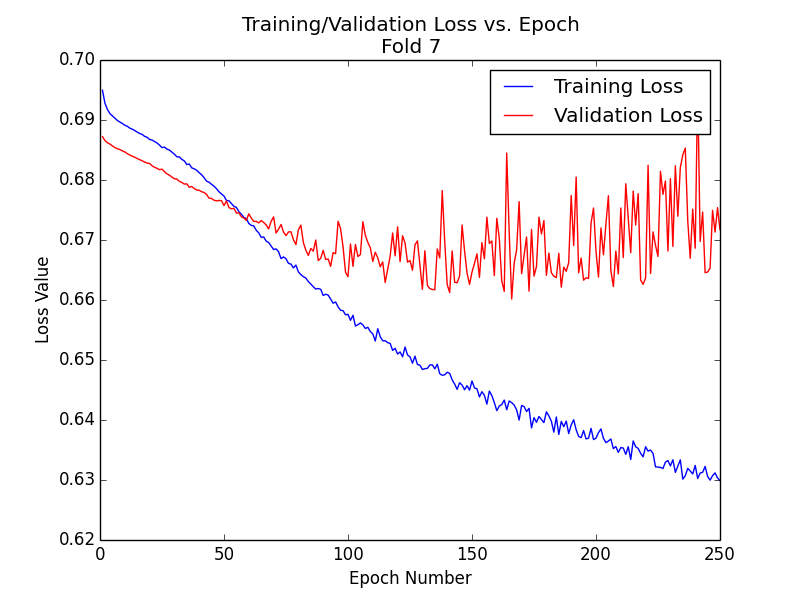 Training/Validation Loss vs. Epoch
Fold 7
Training Loss
Validation Loss
Loss Value
0.70
0.69
0.68
0.67
0.66
0.65
0.64
0.63
0.62
0 50 100 150 200 250
Epoch Number